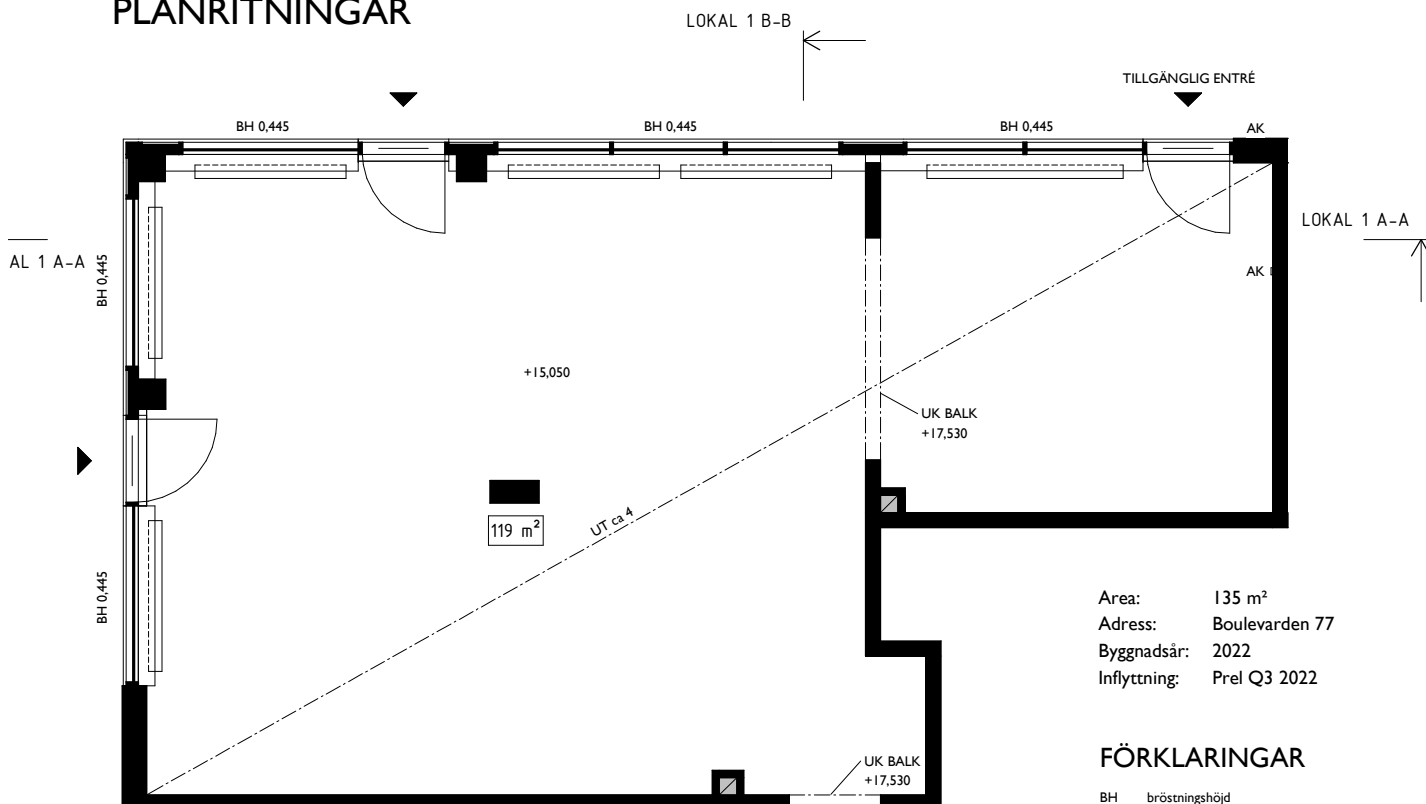 PLANRITNINGAR
LOKAL 1 B-B
TILLGÄNGLIG ENTRÉ
BH 0,445
BH 0,445
BH 0,445
AK
LOKAL 1 A-A
AL 1 A-A
BH 0,445
AK
+15,050
UK BALK
+17,530
119 m²
UT ca 4
BH 0,445
Area: 135 m²
Adress: Boulevarden 77
Byggnadsår: 2022
Inflyttning: Prel Q3 2022
UK BALK
+17,530
FÖRKLARINGAR
BH bröstningshöjd